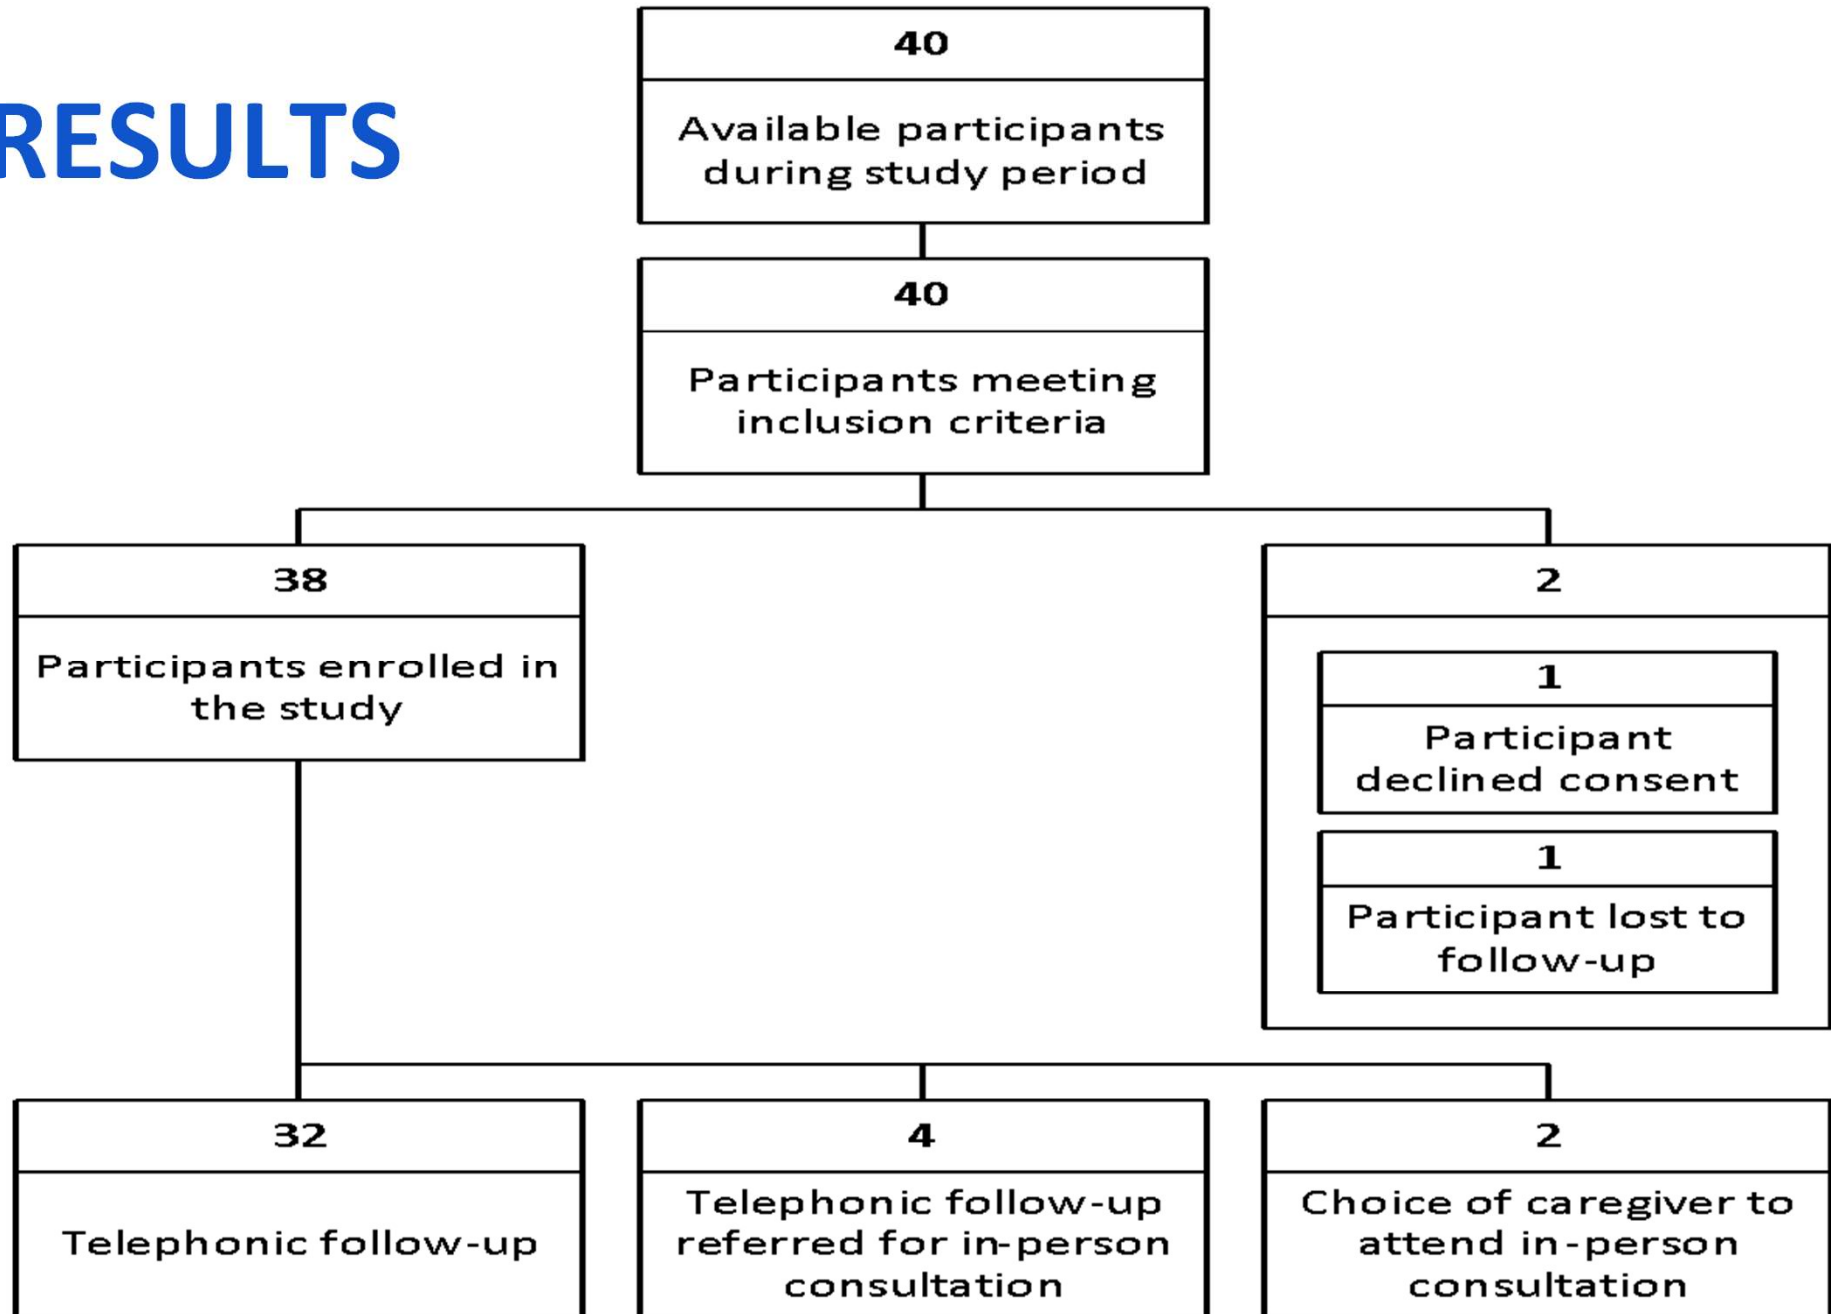 RESULTS
40
Available participants
during study period
40
Participants meeting
inclusion criteria
38
Participants enrolled in
the study
2
1
Participant
declined consent
1
Participant lost to
follow-up
32
Telephonic follow-up
4
Telephonic follow-up
referred for in-person
consultation
2
Choice of caregiver to
attend in-person
consultation